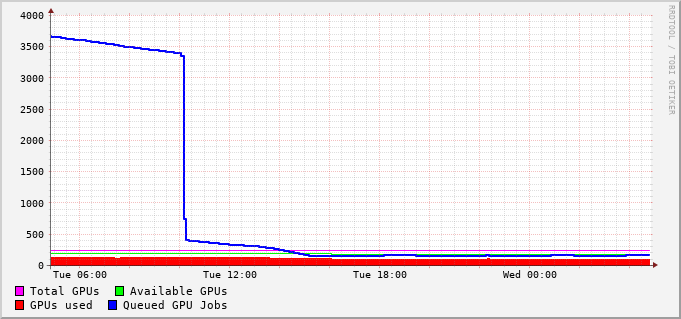 4000
3500
3000
2500
2000
1500
1000
500
0
Tue 06:00 Tue 12:00 Tue 18:00 Wed 00:00
Total GPUs Available GPUs
GPUs used Queued GPU Jobs
RRDTOOL / TOBI OETIKER